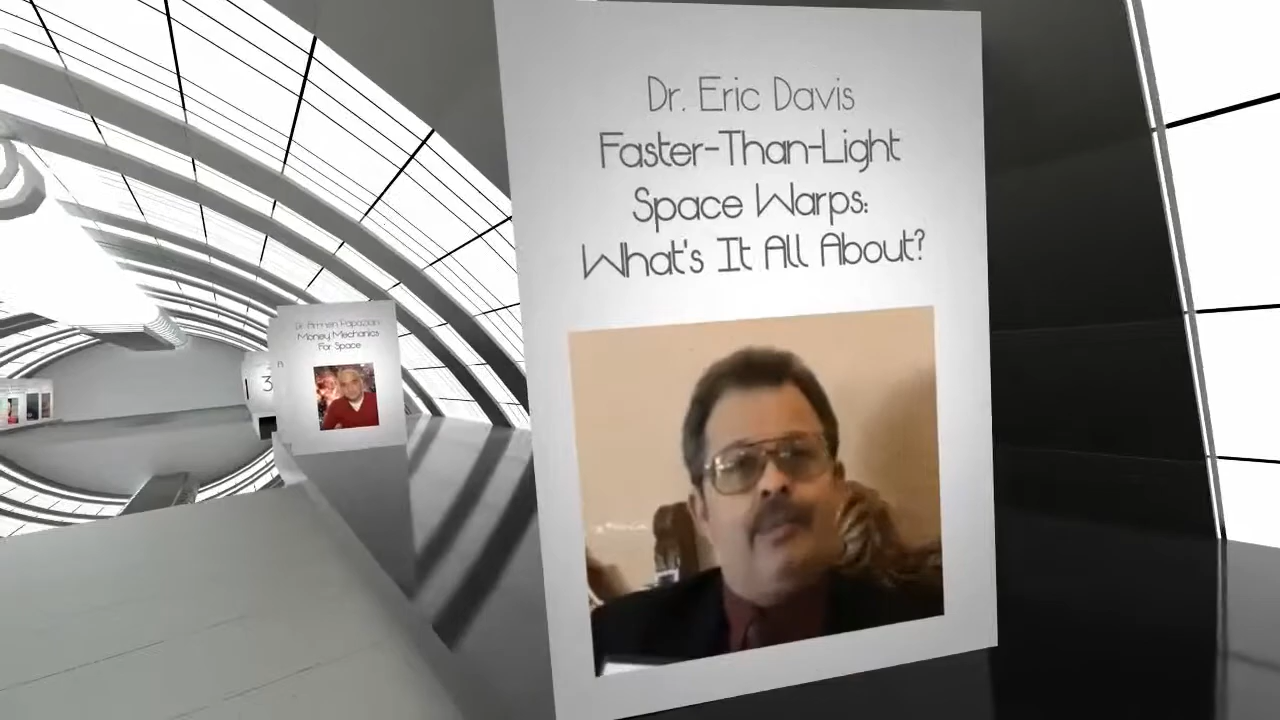 Dr. Eric Davis
Faster-Than-Light
Space Warps:
What's It All About?
Dr. Armen Papazian
Money Mechanics
For Space
3